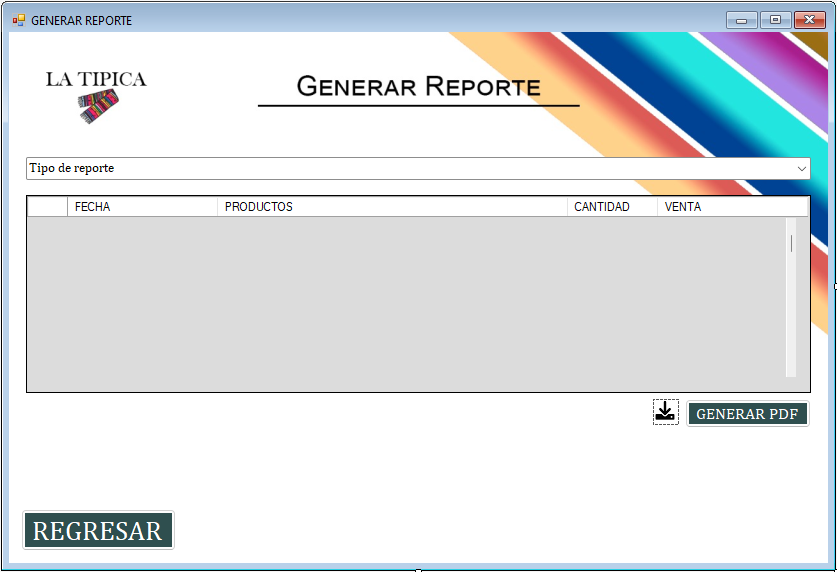 GENERAR REPORTE
LA TIPICA
GENERAR REPORTE
Tipo de reporte
FECHA PRODUCTOS CANTIDAD VENTA
GENERAR PDF
REGRESAR